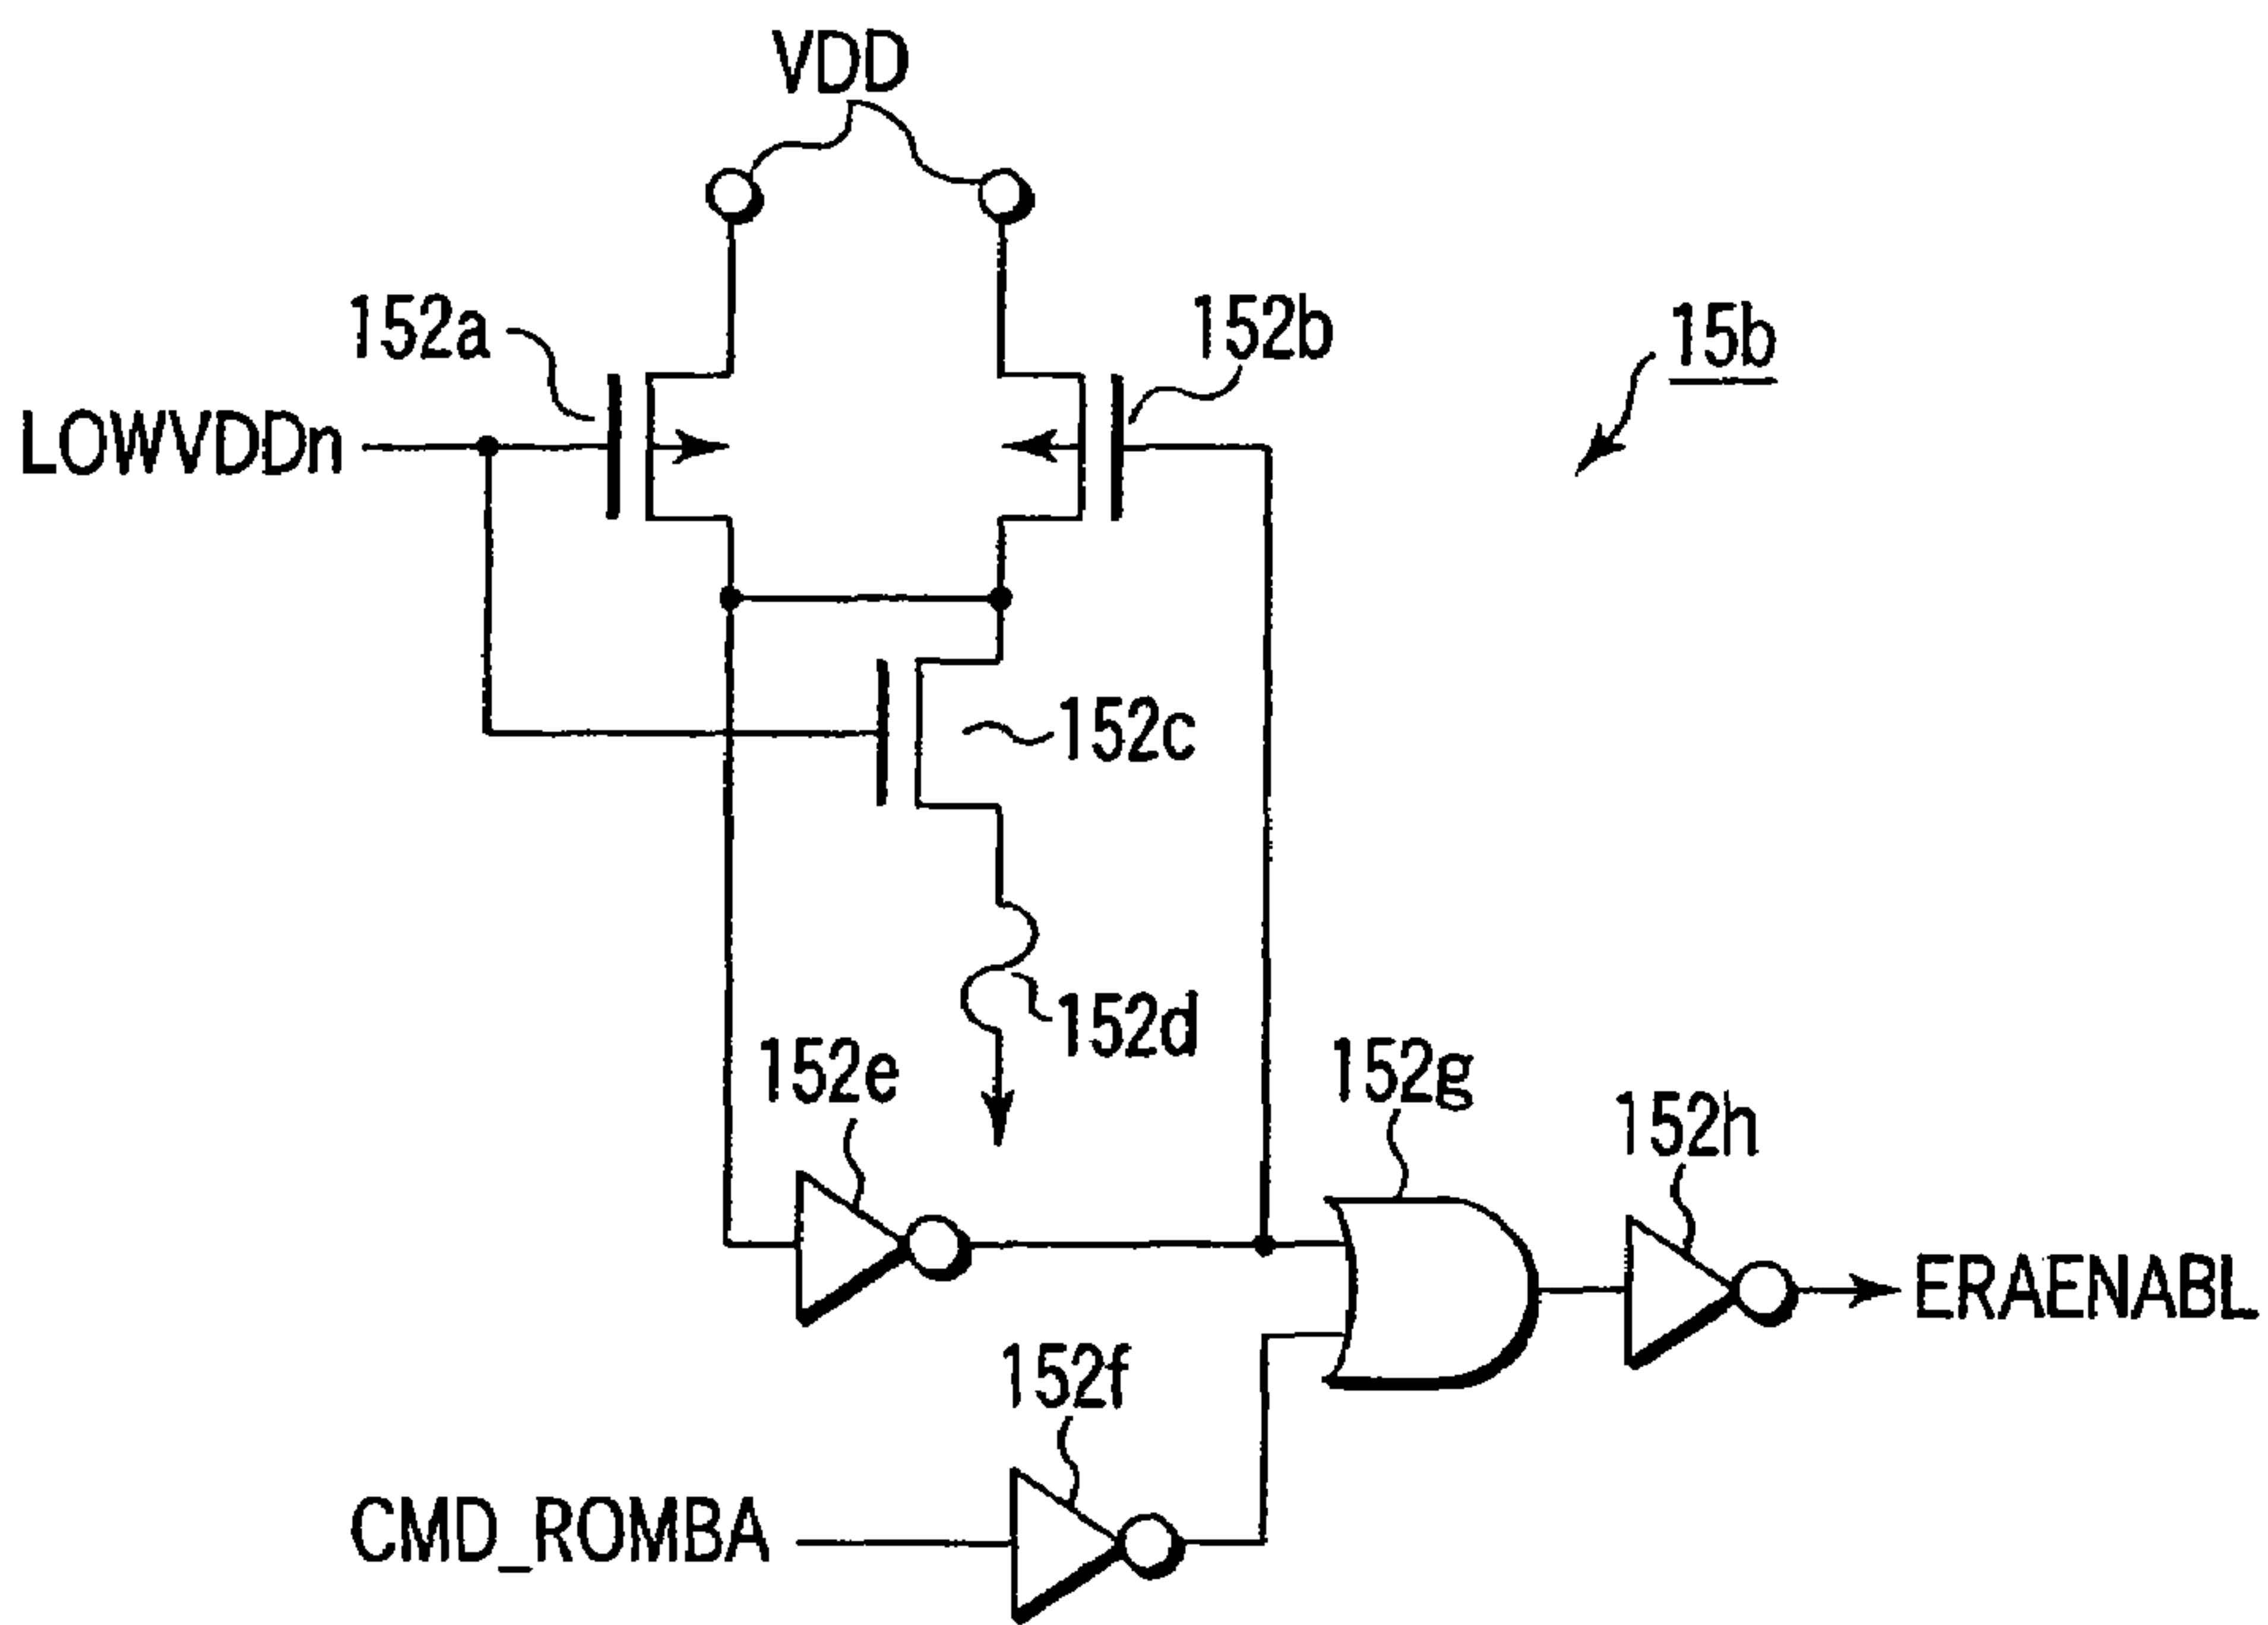 VDD
152a
152b
15b
LOWVDDn
152c
152d
152e
152g
152h
ERAENABL
152f
CMD_ROMBA